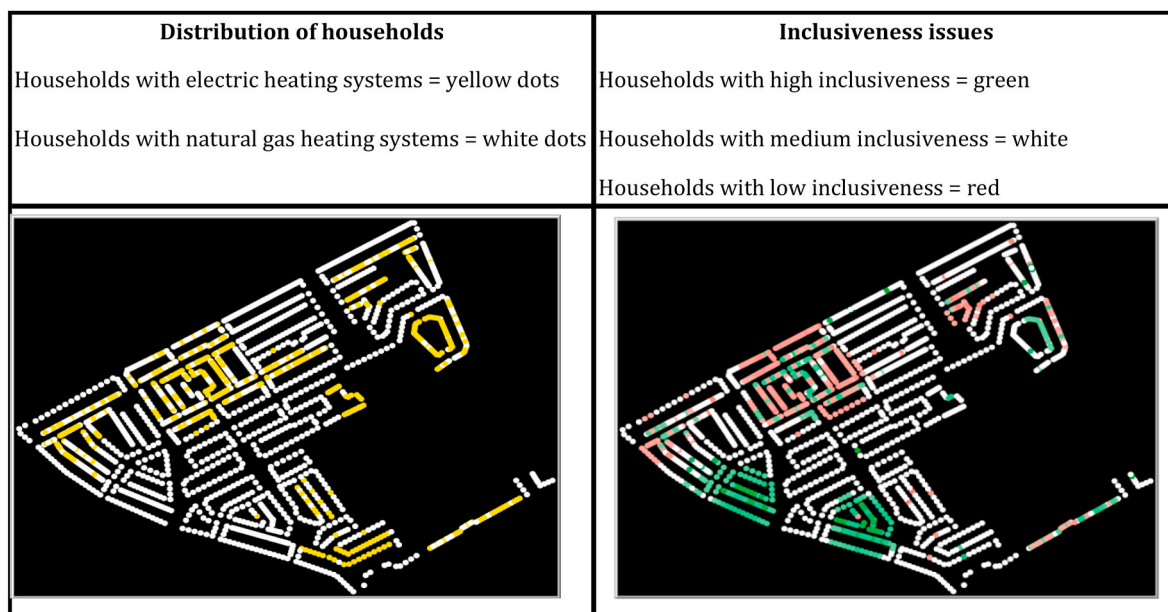 Distribution of households
Households with electric heating systems = yellow dots
Households with natural gas heating systems = white dots
Inclusiveness issues
Households with high inclusiveness = green
Households with medium inclusiveness = white
Households with low inclusiveness = red